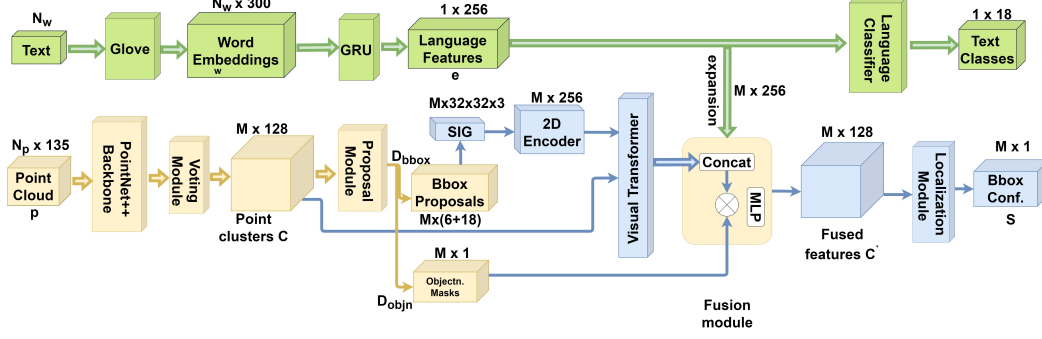 N_w
Text
Glove
N_w x 300
Word
Embeddings
w
GRU
1 x 256
Language
Features
e
expansion
M x 256
Language
Classifier
1 x 18
Text
Classes
N_p x 135
Point
Cloud
p
PointNet++
Backbone
Voting
Module
M x 128
Point
clusters C
Proposal
Module
D_bbox
Mx32x32x3
SIG
M x 256
2D
Encoder
Bbox
Proposals
Mx(6+18)
M x 1
Objectn.
Masks
D_objn
Visual Transformer
Concat
MLP
Fusion
module
M x 128
Fused
features C`
Localization
Module
M x 1
Bbox
Conf.
S